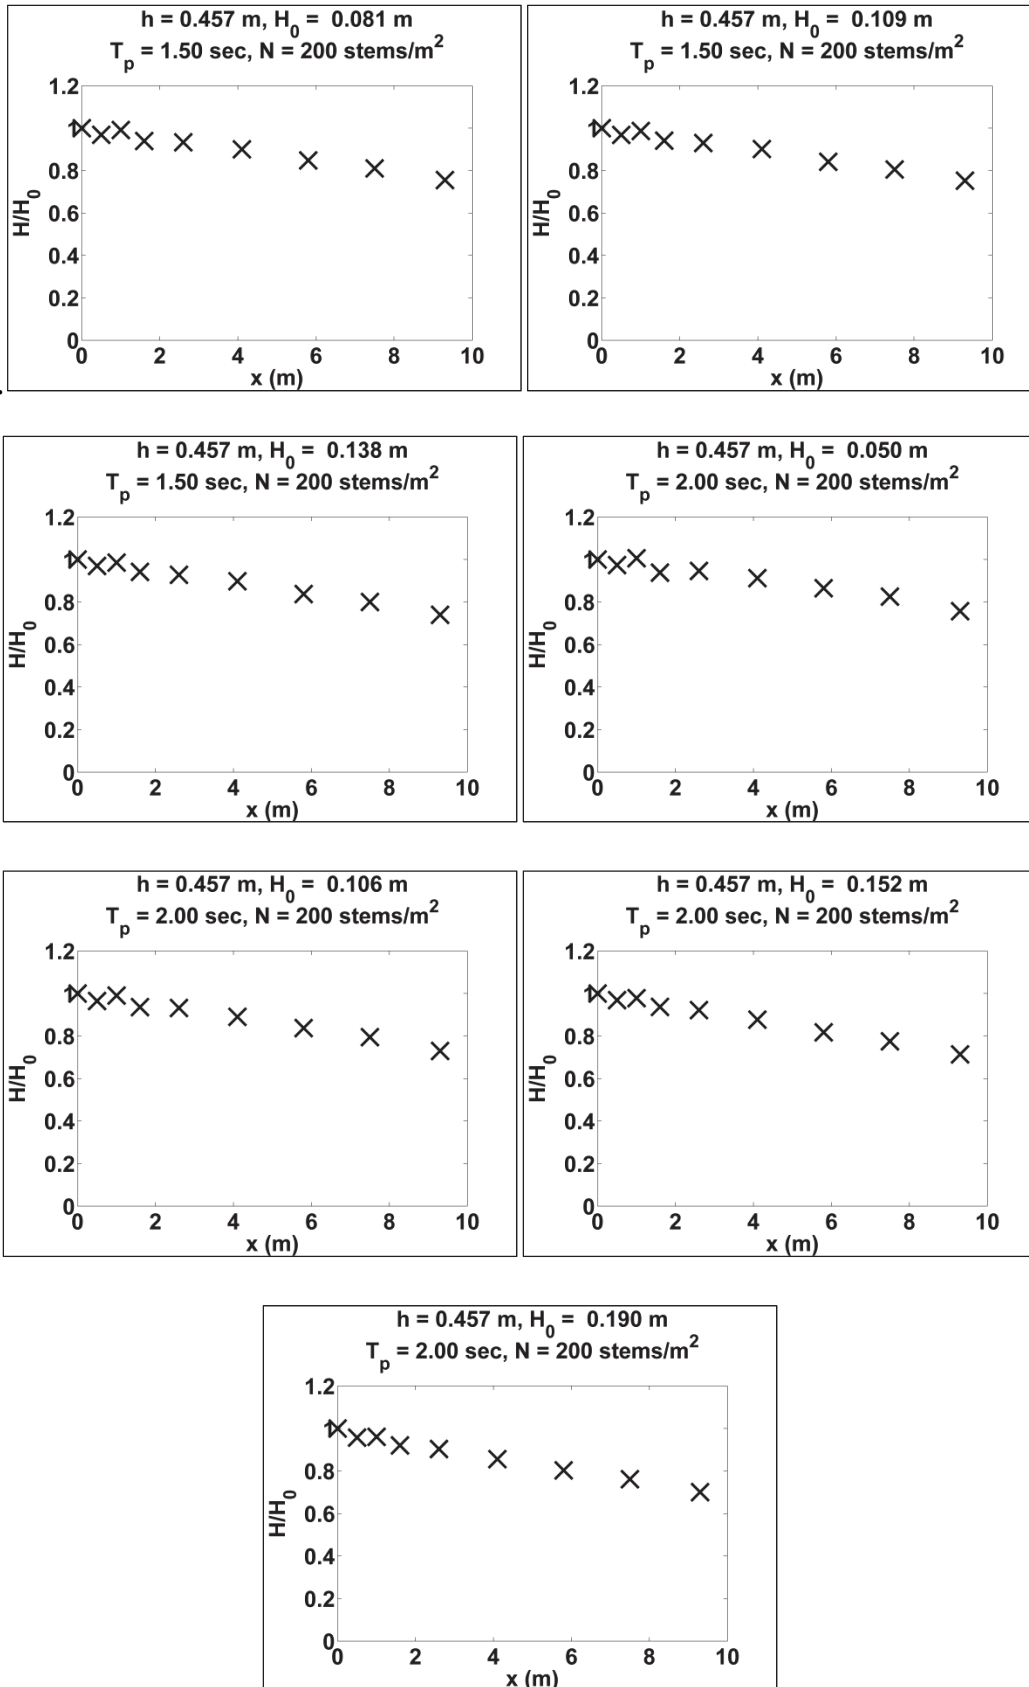 h = 0.457 m, H0 = 0.081 m
Tp = 1.50 sec, N = 200 stems/m2
1.2
1
0.8
0.6
0.4
0.2
0
H/H0
0 2 4 6 8 10
x (m)
h = 0.457 m, H0 = 0.109 m
Tp = 1.50 sec, N = 200 stems/m2
1.2
1
0.8
0.6
0.4
0.2
0
H/H0
0 2 4 6 8 10
x (m)
h = 0.457 m, H0 = 0.138 m
Tp = 1.50 sec, N = 200 stems/m2
1.2
1
0.8
0.6
0.4
0.2
0
H/H0
0 2 4 6 8 10
x (m)
h = 0.457 m, H0 = 0.050 m
Tp = 2.00 sec, N = 200 stems/m2
1.2
1
0.8
0.6
0.4
0.2
0
H/H0
0 2 4 6 8 10
x (m)
h = 0.457 m, H0 = 0.106 m
Tp = 2.00 sec, N = 200 stems/m2
1.2
1
0.8
0.6
0.4
0.2
0
H/H0
0 2 4 6 8 10
x (m)
h = 0.457 m, H0 = 0.152 m
Tp = 2.00 sec, N = 200 stems/m2
1.2
1
0.8
0.6
0.4
0.2
0
H/H0
0 2 4 6 8 10
x (m)
h = 0.457 m, H0 = 0.190 m
Tp = 2.00 sec, N = 200 stems/m2
1.2
1
0.8
0.6
0.4
0.2
0
H/H0
0 2 4 6 8 10
x (m)